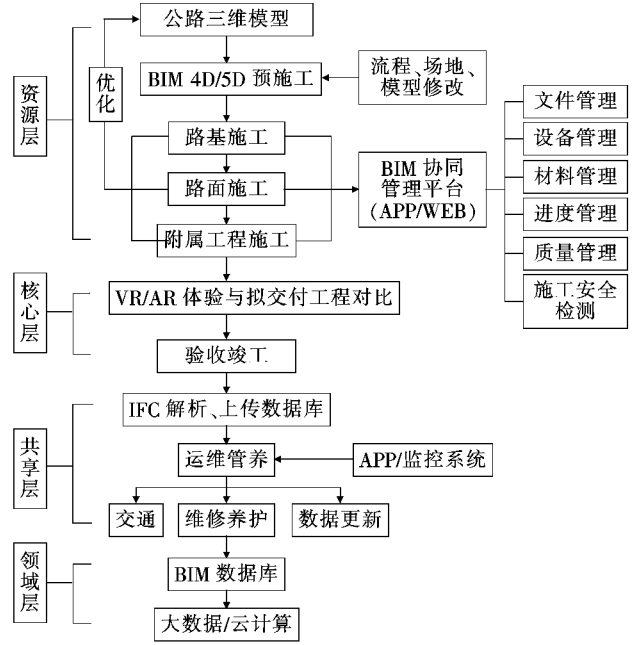 公路三维模型
优化
BIM 4D/5D 预施工
流程、场地、
模型修改
资源层
路基施工
路面施工
附属工程施工
BIM 协同
管理平台
(APP/WEB)
文件管理
设备管理
材料管理
进度管理
质量管理
施工安全
检测
核心层
VR/AR 体验与拟交付工程对比
验收竣工
共享层
IFC 解析、上传数据库
运维管养
APP/监控系统
交通
维修养护
数据更新
领域层
BIM 数据库
大数据/云计算